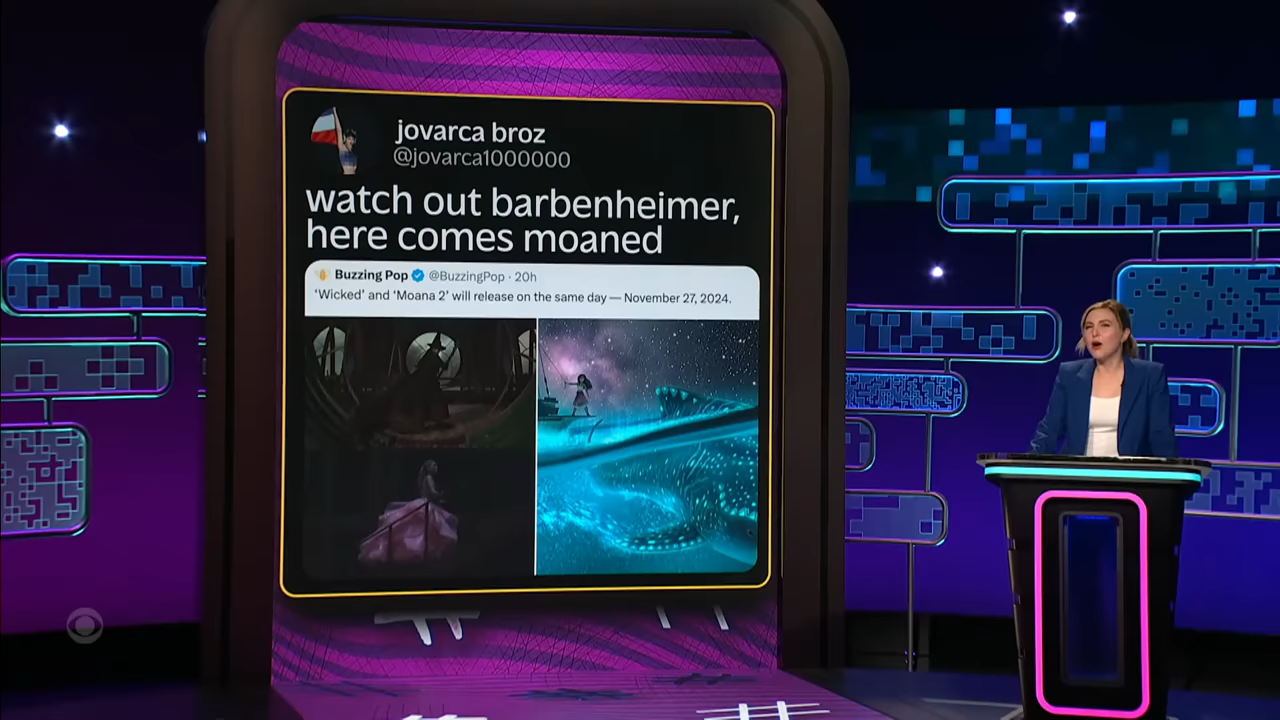 jovarca broz
@jovarca1000000
watch out barbenheimer,
here comes moaned
Buzzing Pop @BuzzingPop · 20h
'Wicked' and 'Moana 2' will release on the same day — November 27, 2024.